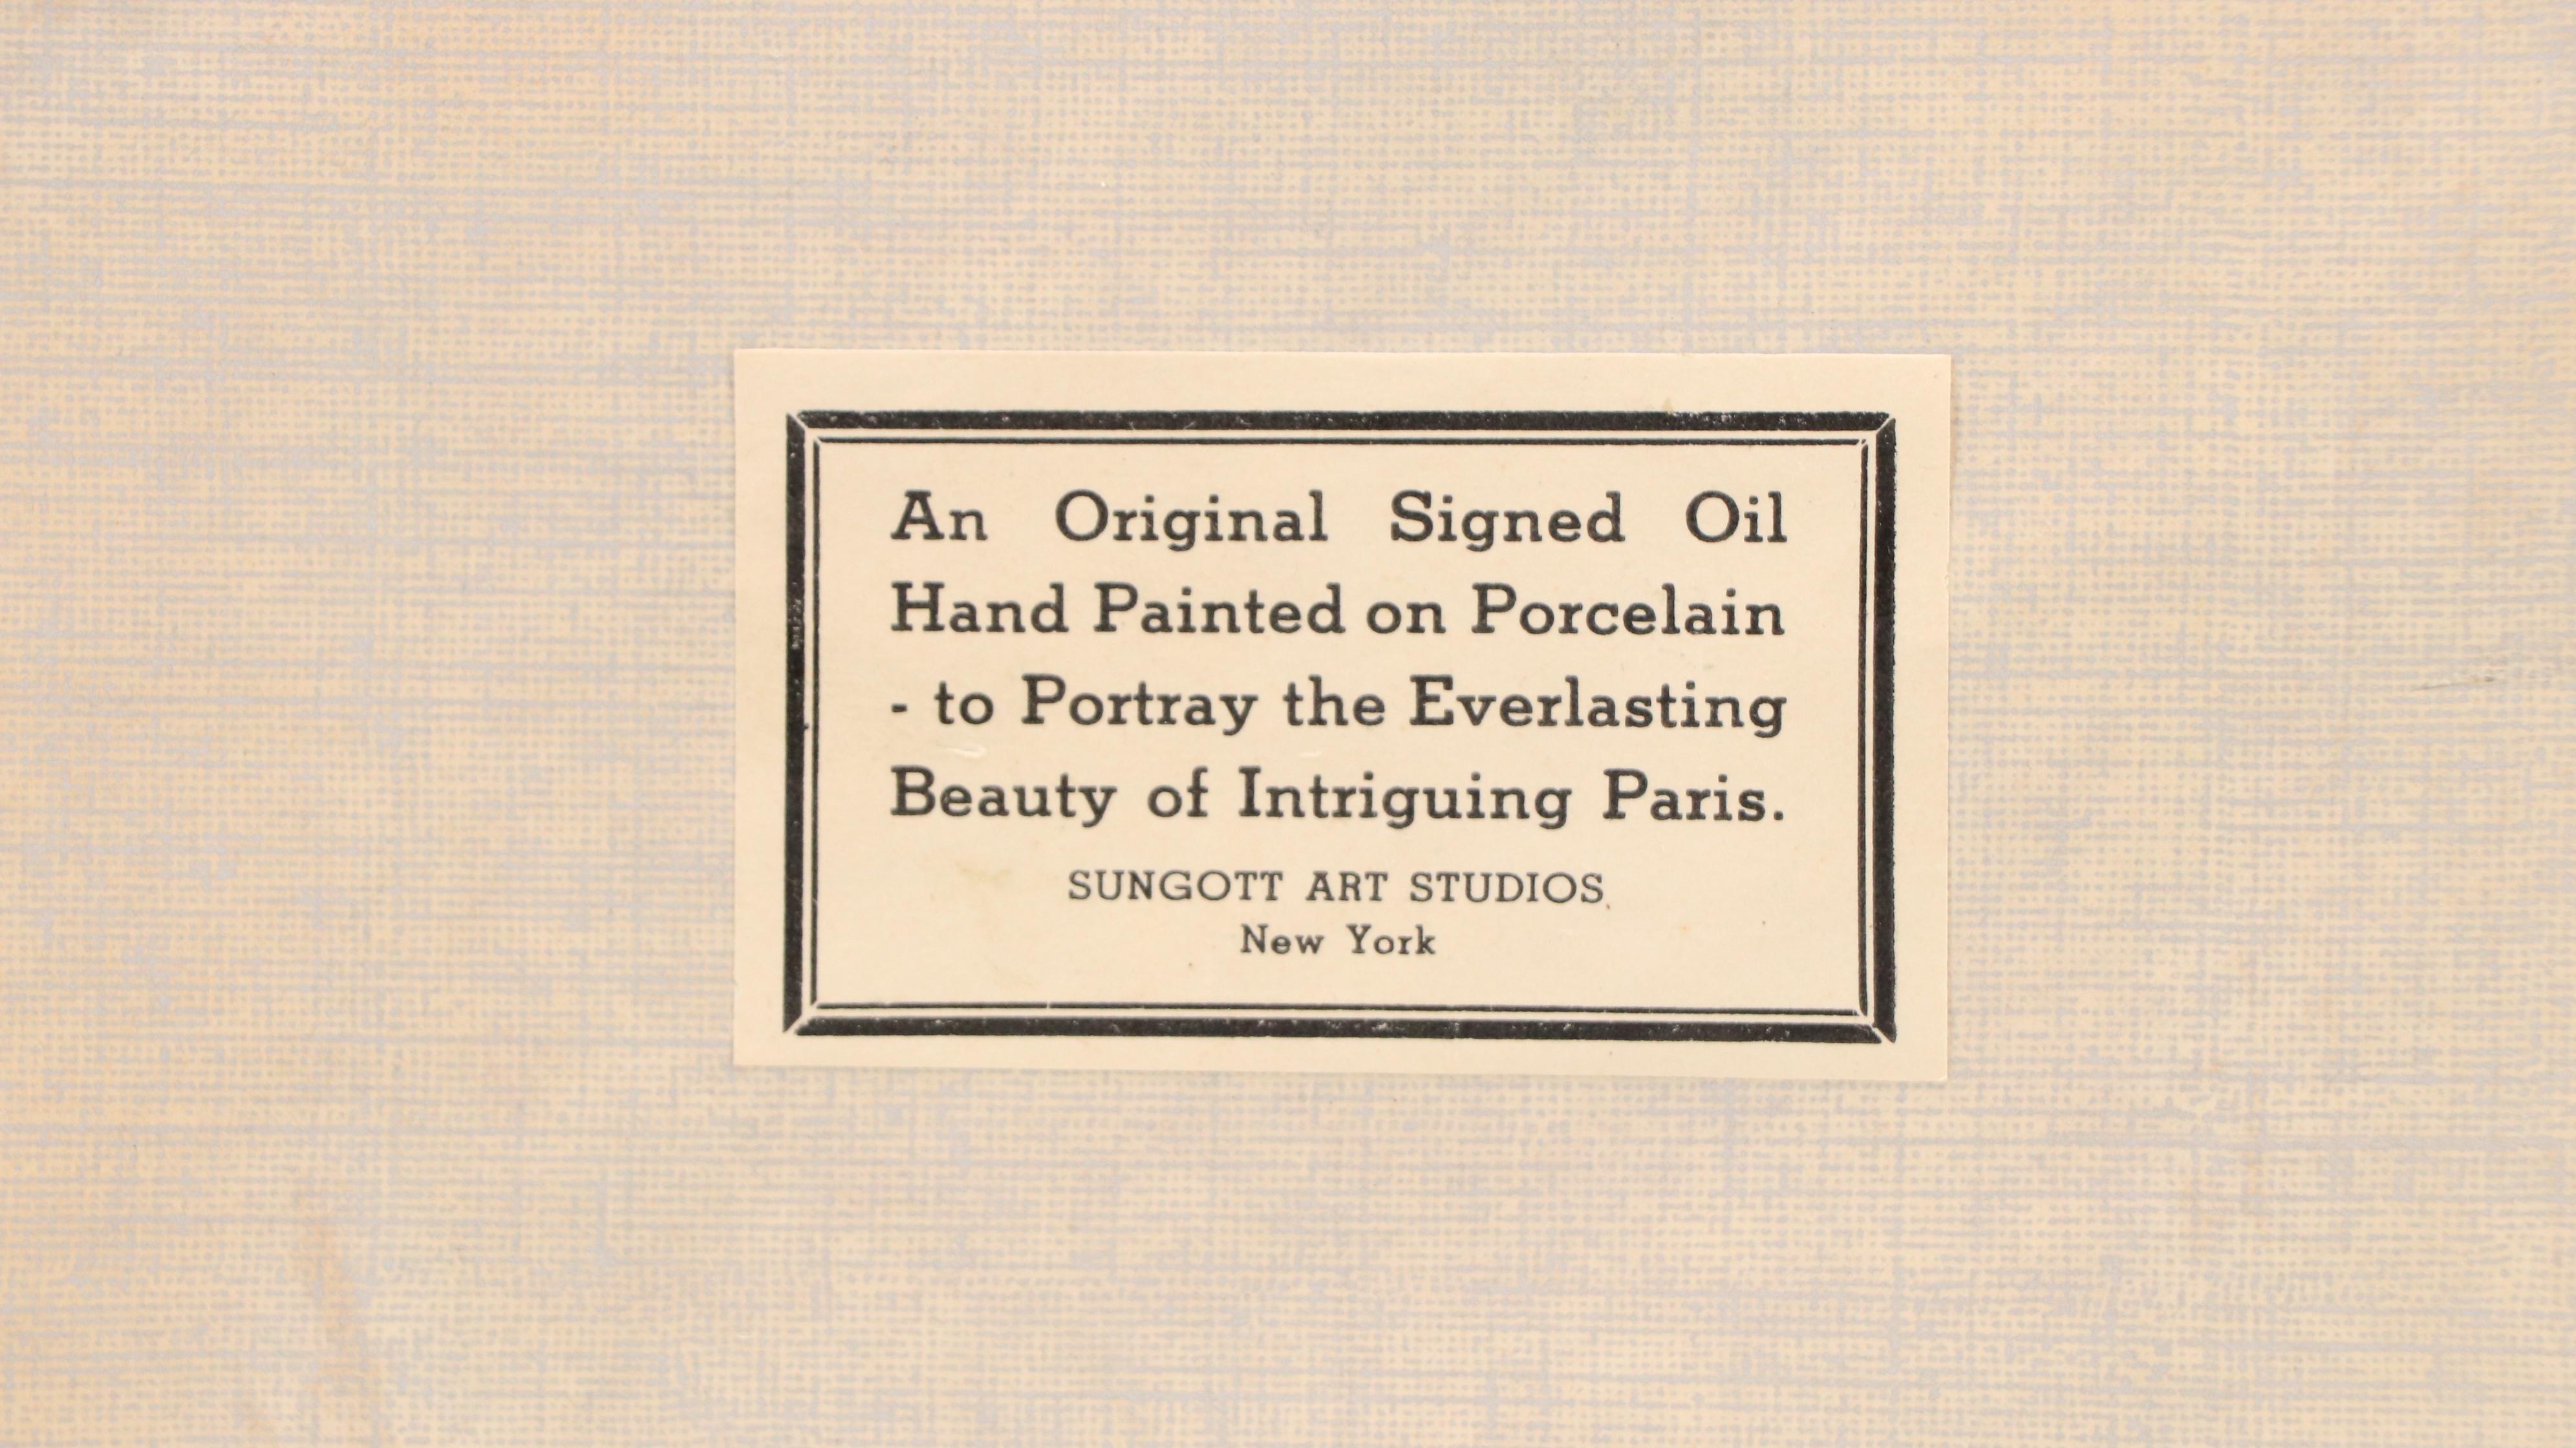 An Original Signed Oil
Hand Painted on Porcelain
- to Portray the Everlasting
Beauty of Intriguing Paris.
SUNGOTT ART STUDIOS
New York